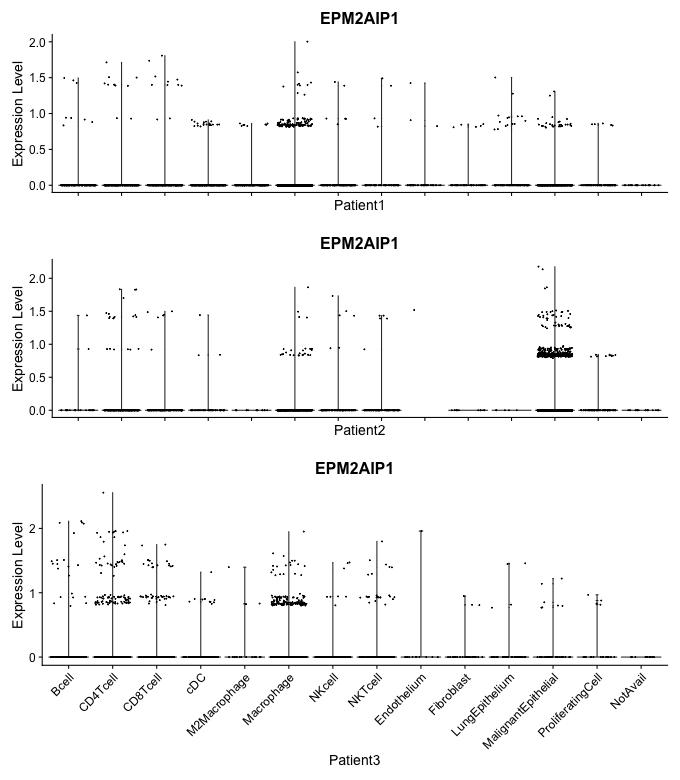 EPM2AIP1
Expression Level
2.0
1.5
1.0
0.5
0.0
Patient1
EPM2AIP1
Expression Level
2.0
1.5
1.0
0.5
0.0
Patient2
EPM2AIP1
Expression Level
2
1
0
Bcell
CD4Tcell
CD8Tcell
cDC
M2Macrophage
Macrophage
NKcell
NKTcell
Endothelium
Fibroblast
LungEpithelium
MalignantEpithelial
ProliferatingCell
NotAvail
Patient3